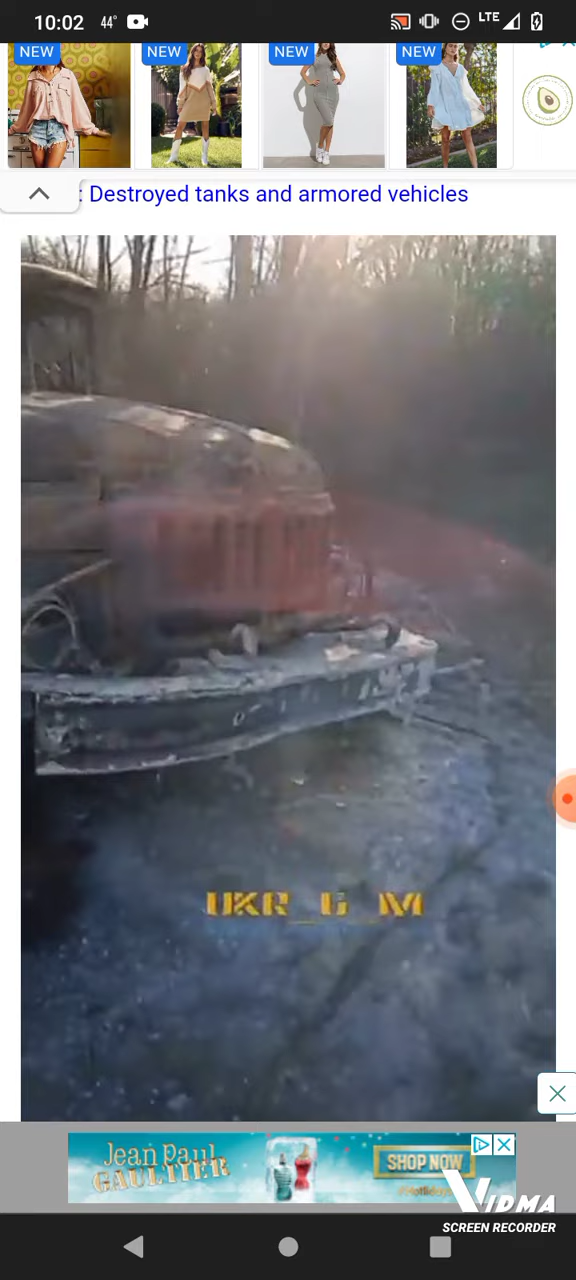 10:02 44° LTE
NEW NEW NEW NEW
: Destroyed tanks and armored vehicles
UKR_G_M
Jean Paul
GAULTIER
SHOP NOW
VIDMA
SCREEN RECORDER